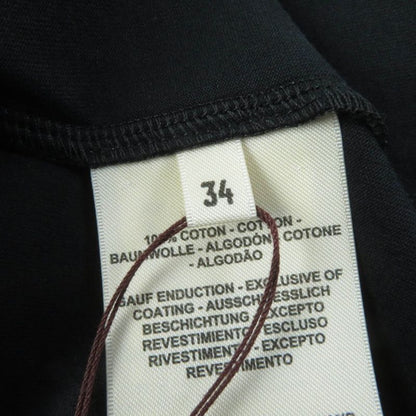 34
100% COTON - COTTON -
BAUMWOLLE - ALGODÓN - COTONE
- ALGODÃO
SAUF ENDUCTION - EXCLUSIVE OF
COATING - AUSSCHLIESSLICH
BESCHICHTUNG - EXCEPTO
REVESTIMIENTO - ESCLUSO
RIVESTIMENTO - EXCEPTO
REVESTIMENTO